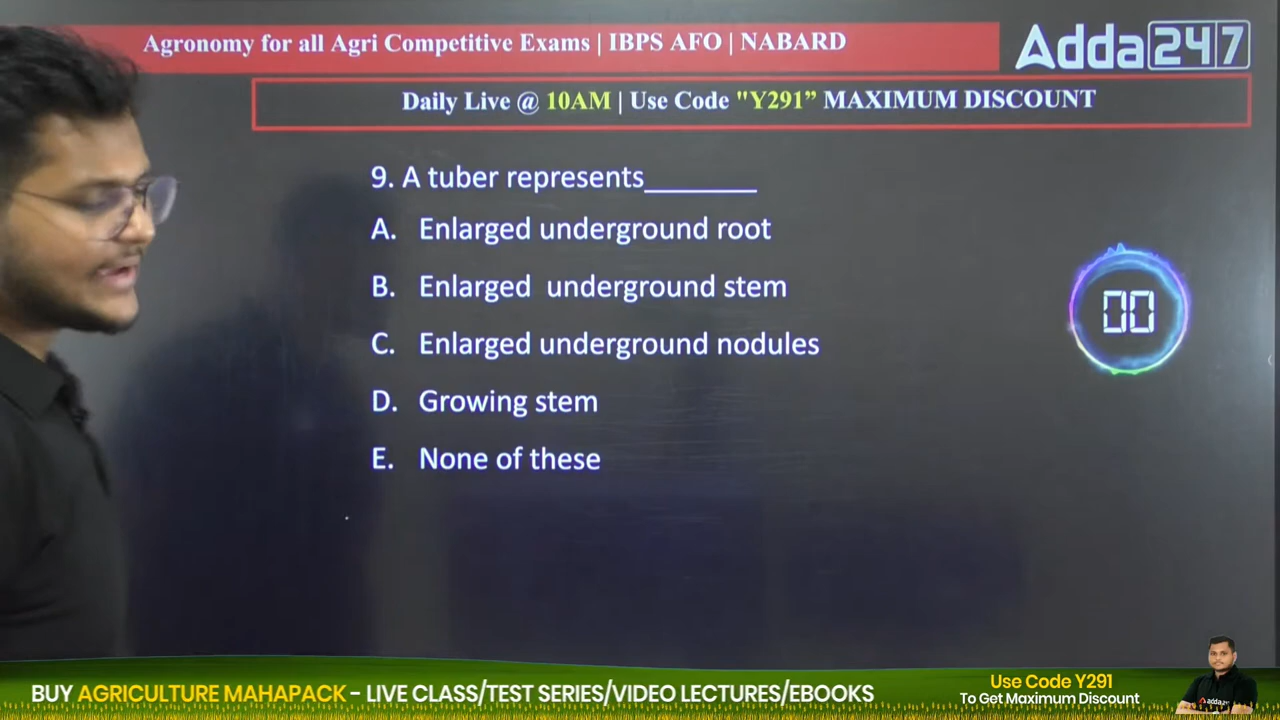 Agronomy for all Agri Competitive Exams | IBPS AFO | NABARD
Adda247
Daily Live @ 10AM | Use Code "Y291” MAXIMUM DISCOUNT
9. A tuber represents_______
A. Enlarged underground root
B. Enlarged underground stem
C. Enlarged underground nodules
D. Growing stem
E. None of these
00
BUY AGRICULTURE MAHAPACK - LIVE CLASS/TEST SERIES/VIDEO LECTURES/EBOOKS
Use Code Y291
To Get Maximum Discount